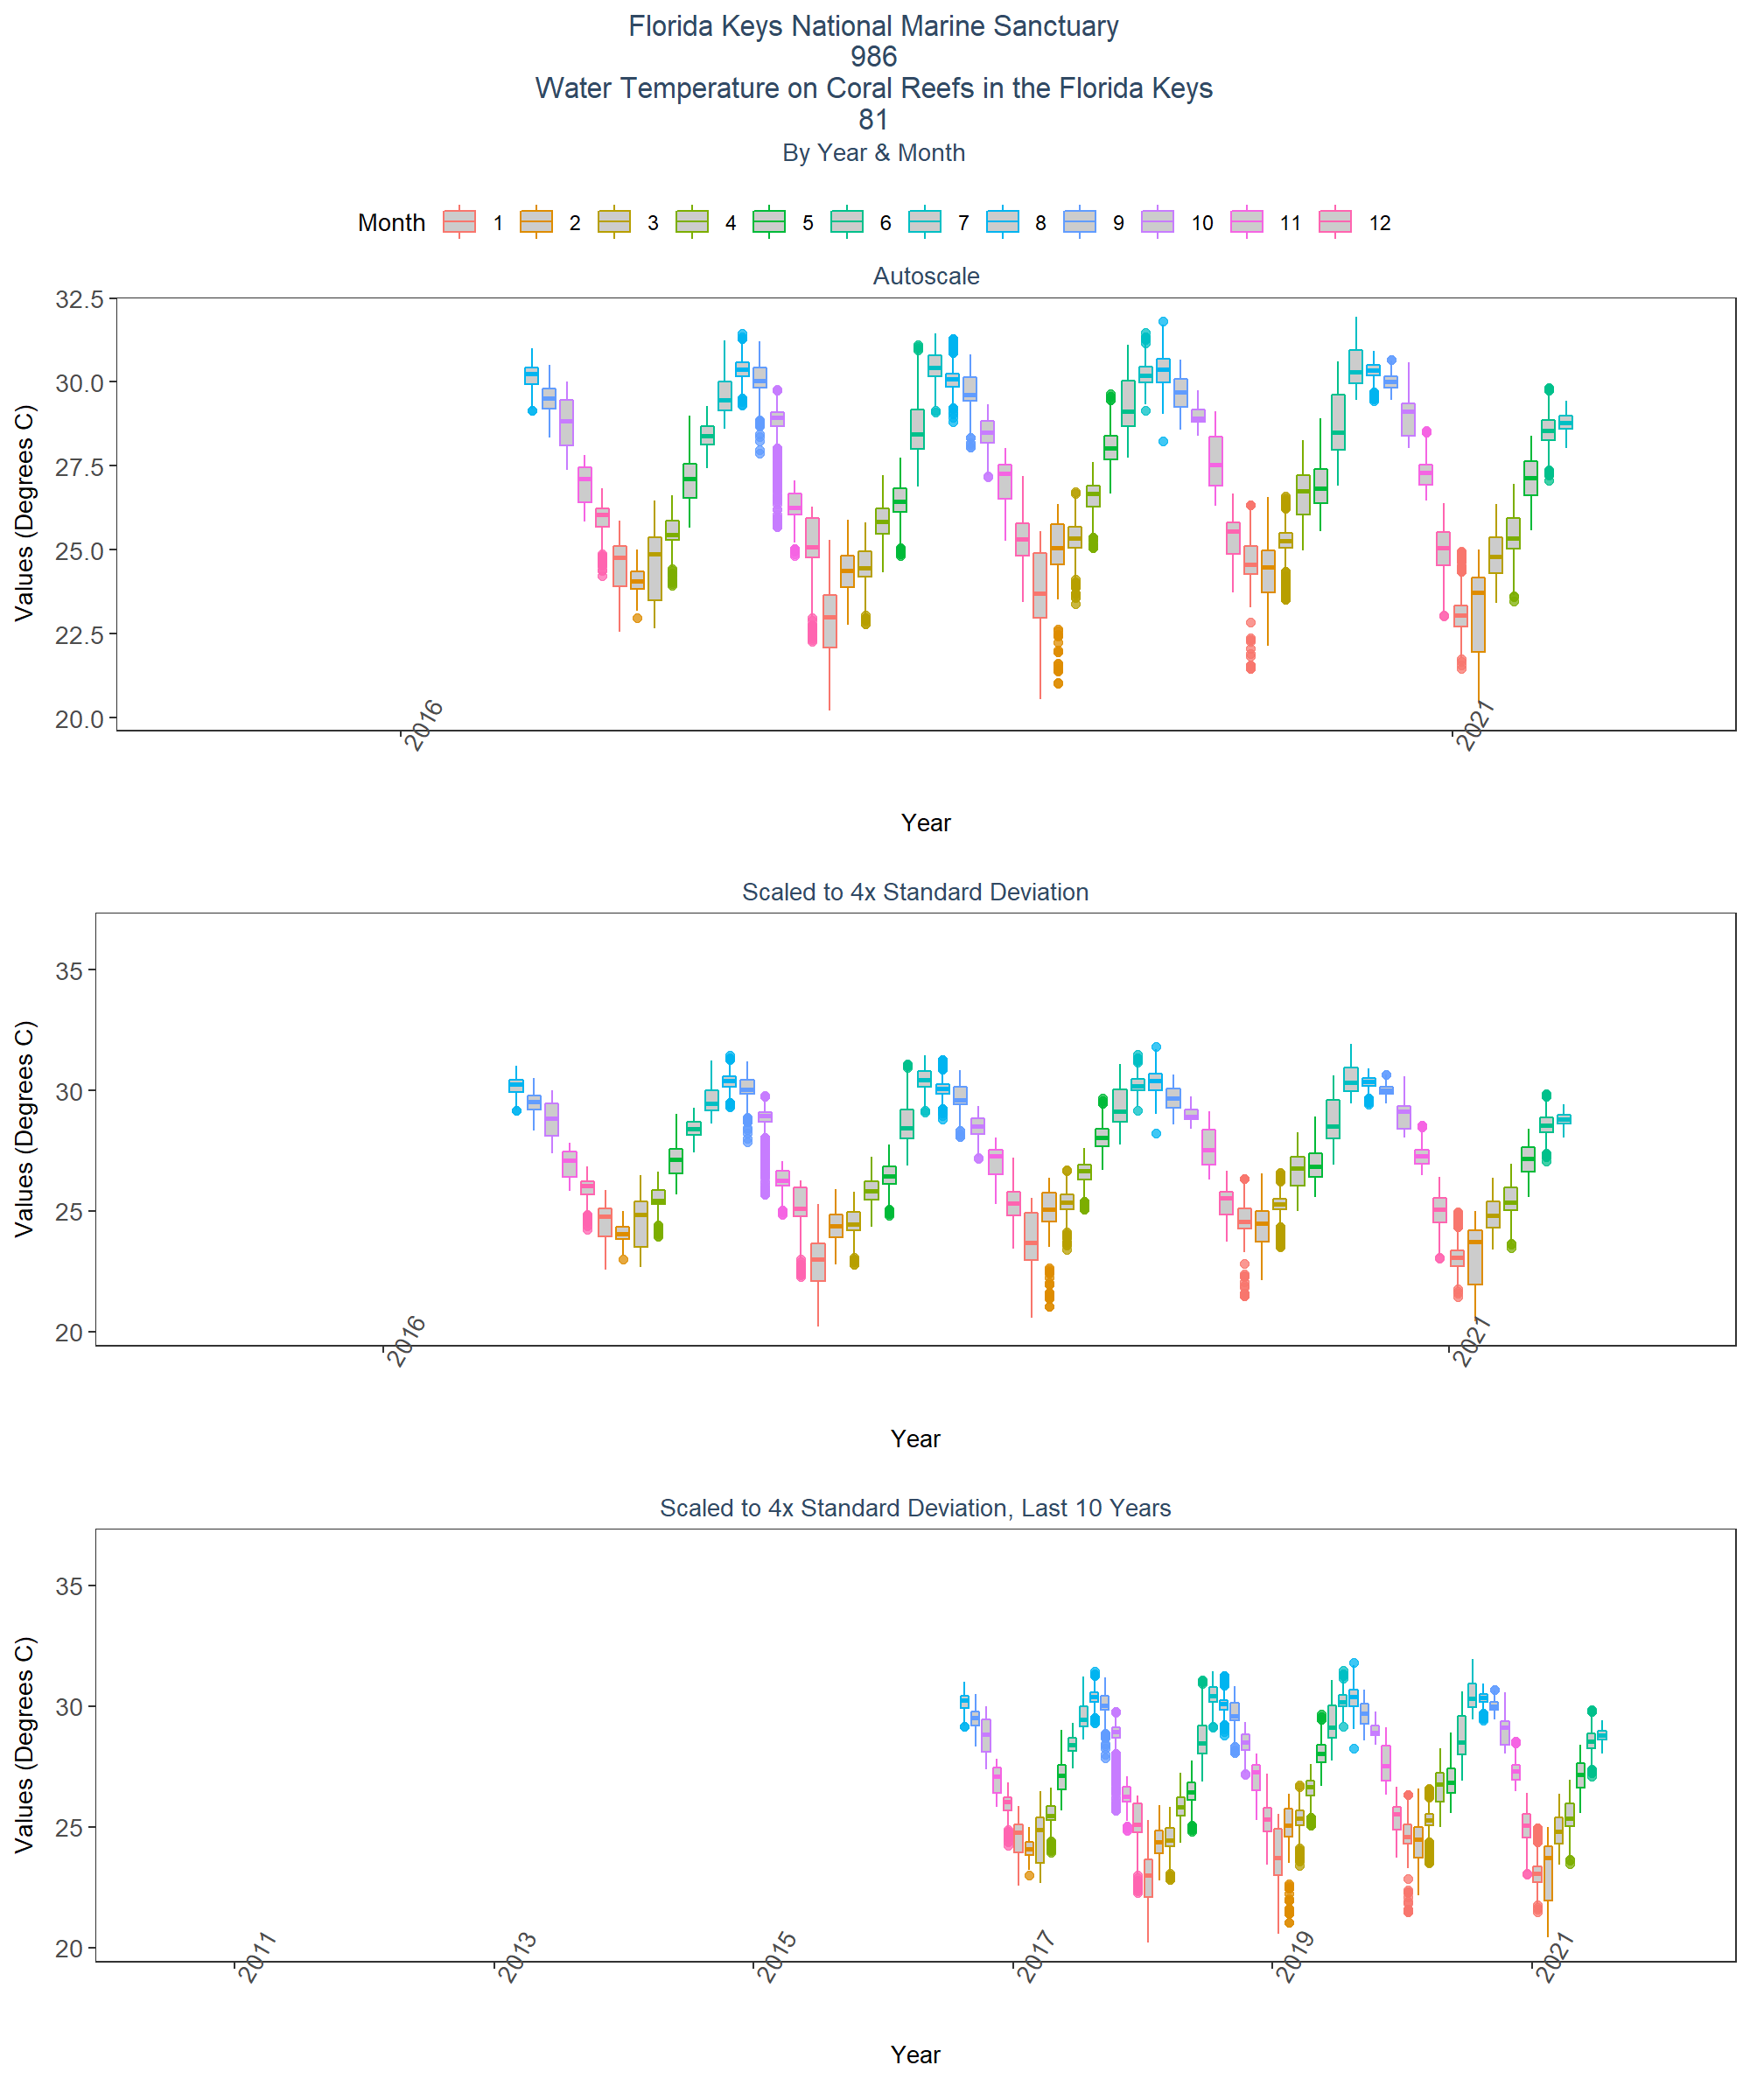 Florida Keys National Marine Sanctuary
986
Water Temperature on Coral Reefs in the Florida Keys
81
By Year & Month
Month 1 2 3 4 5 6 7 8 9 10 11 12
Autoscale
32.5
30.0
27.5
25.0
22.5
20.0
Values (Degrees C)
2016 2021
Year
Scaled to 4x Standard Deviation
35
30
25
20
Values (Degrees C)
2016 2021
Year
Scaled to 4x Standard Deviation, Last 10 Years
35
30
25
20
Values (Degrees C)
2011 2013 2015 2017 2019 2021
Year